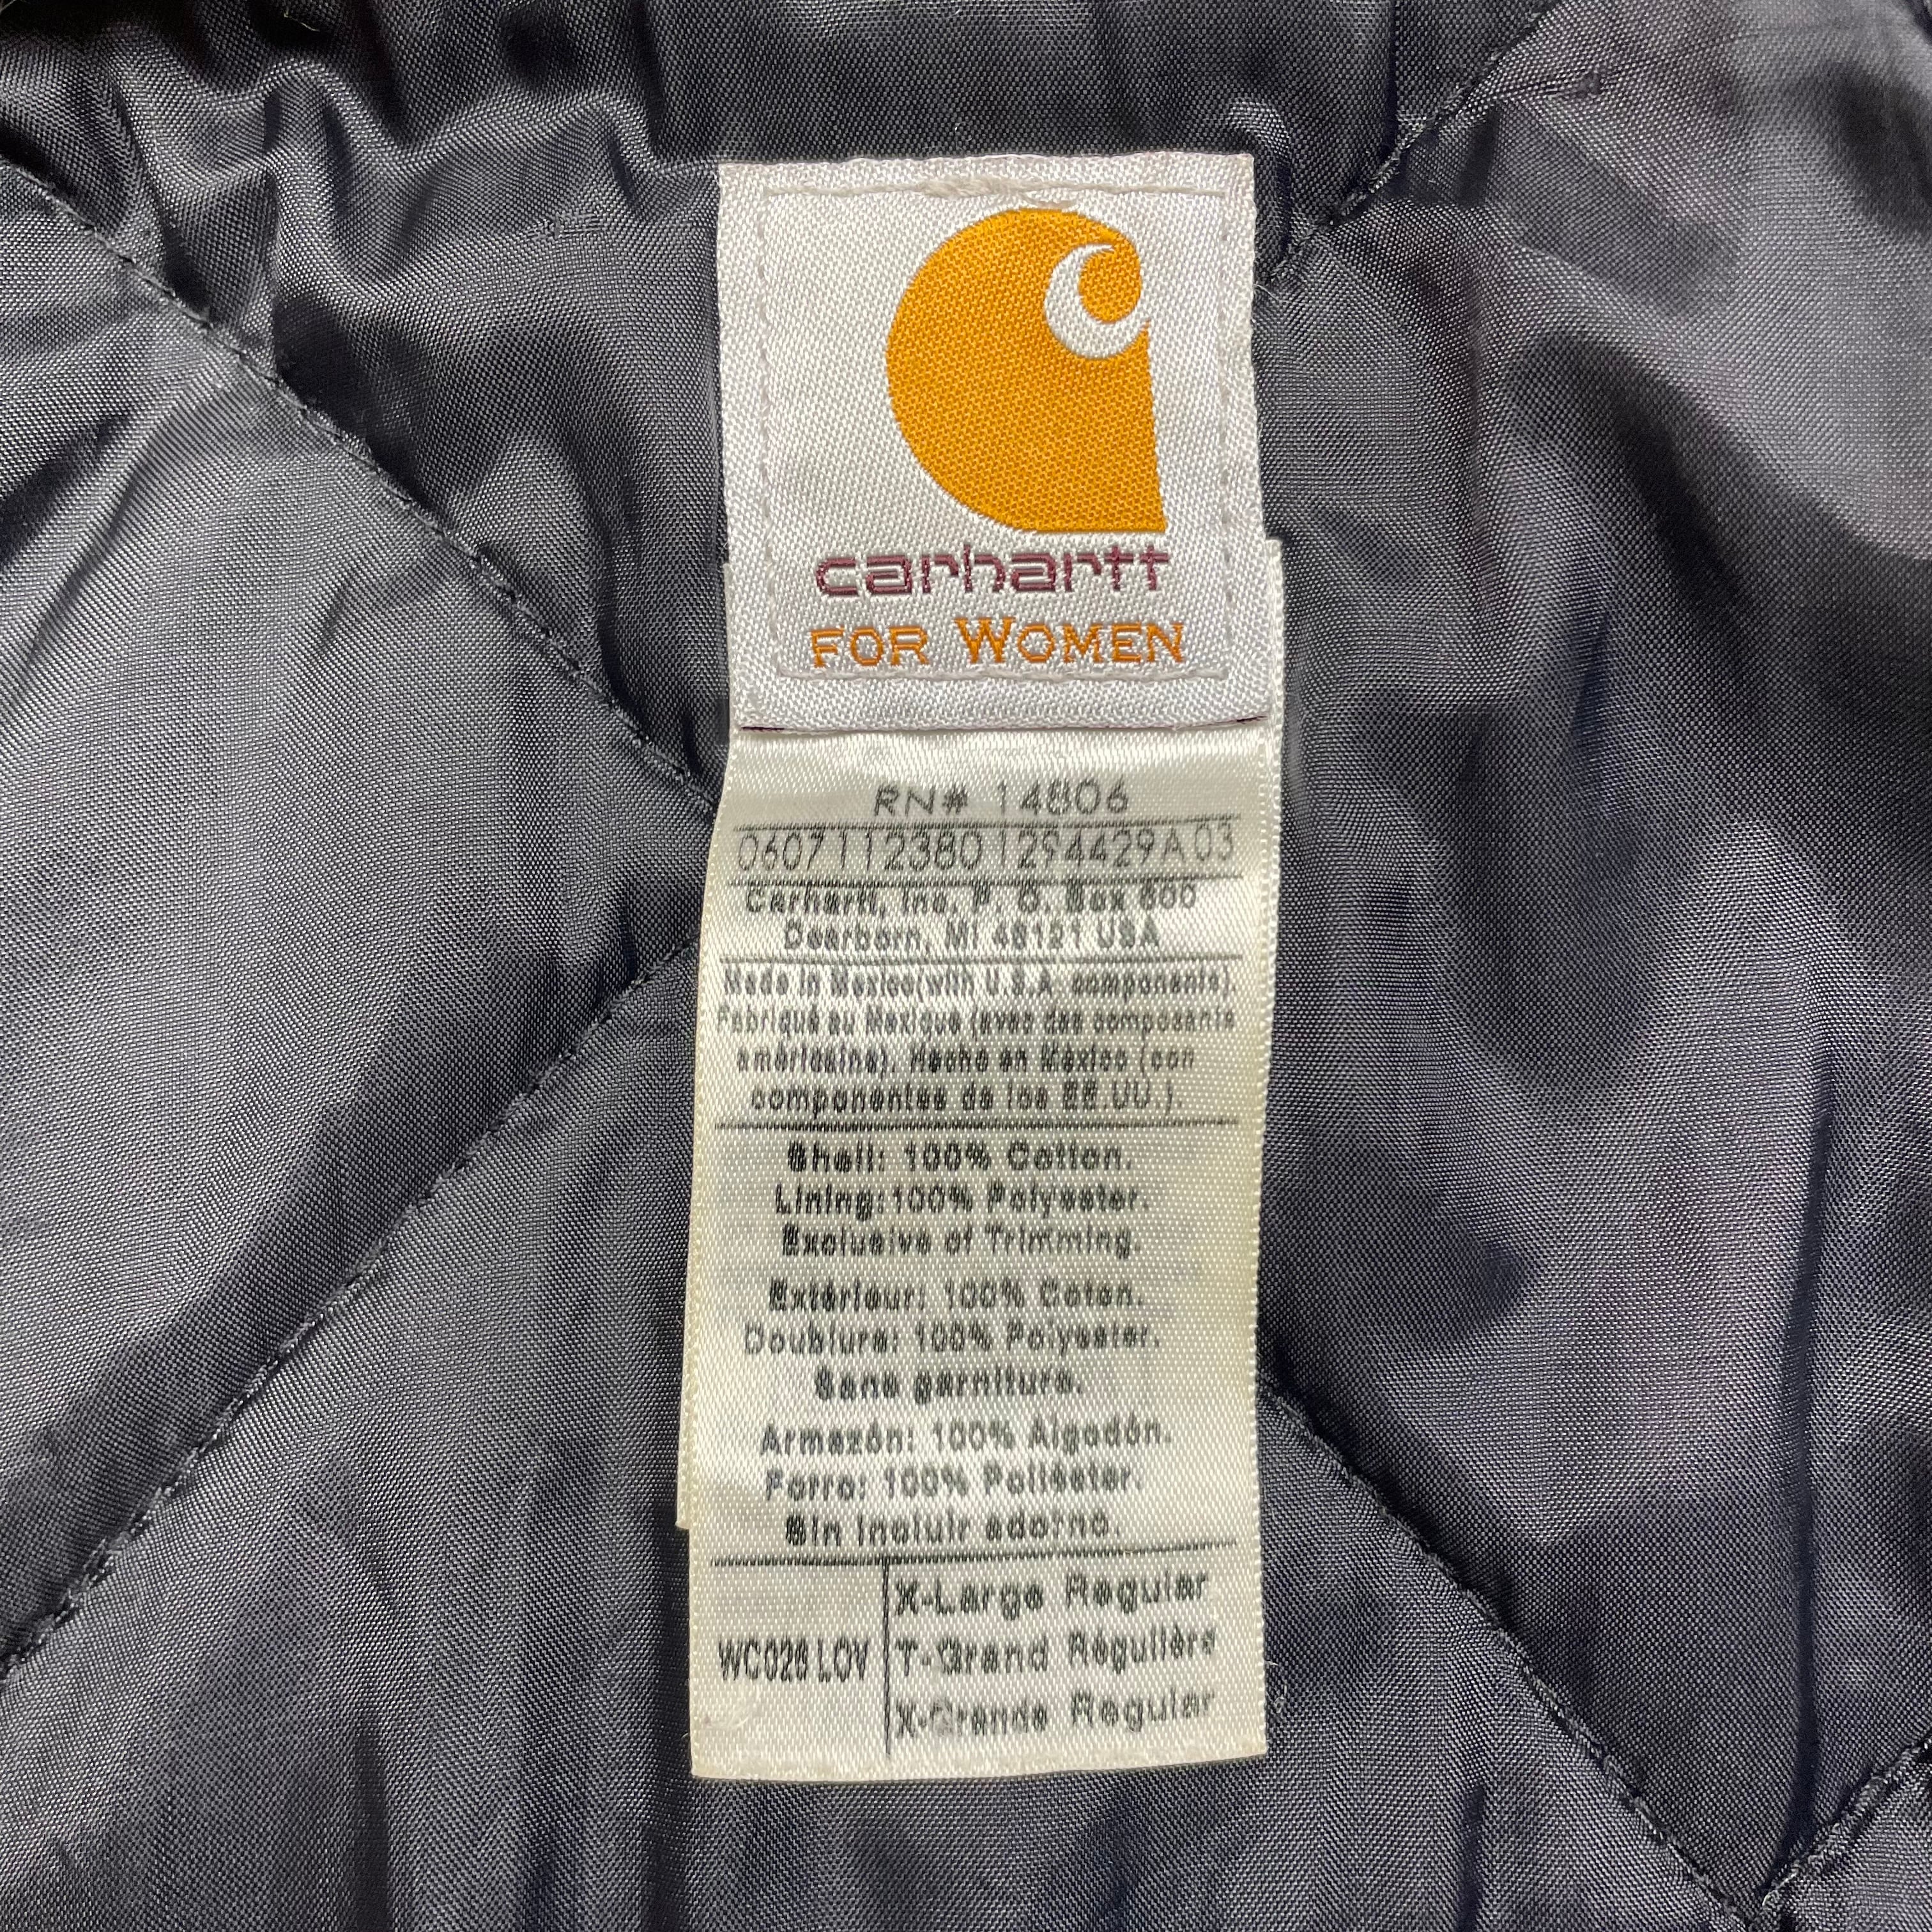 carhartt
FOR WOMEN
RN# 14806
06071123801294429A03
Carhartt, Inc. P. O. Box 600
Dearborn, MI 48121 USA
Made in Mexico(with U.S.A components).
Fabriqué au Mexique (avec des composants
américains). Hecho en México (con
componentes de los EE.UU ).
Shell: 100% Cotton.
Lining:100% Polyester.
Exclusive of Trimming.
Extérieur: 100% Coton.
Doublure: 100% Polyester.
Sans garniture.
Armazón: 100% Algodón.
Forro: 100% Poliéster.
Sin incluir adorno.
WC026 LOV
X-Large Regular
T-Grand Régulière
X-Grande Regular